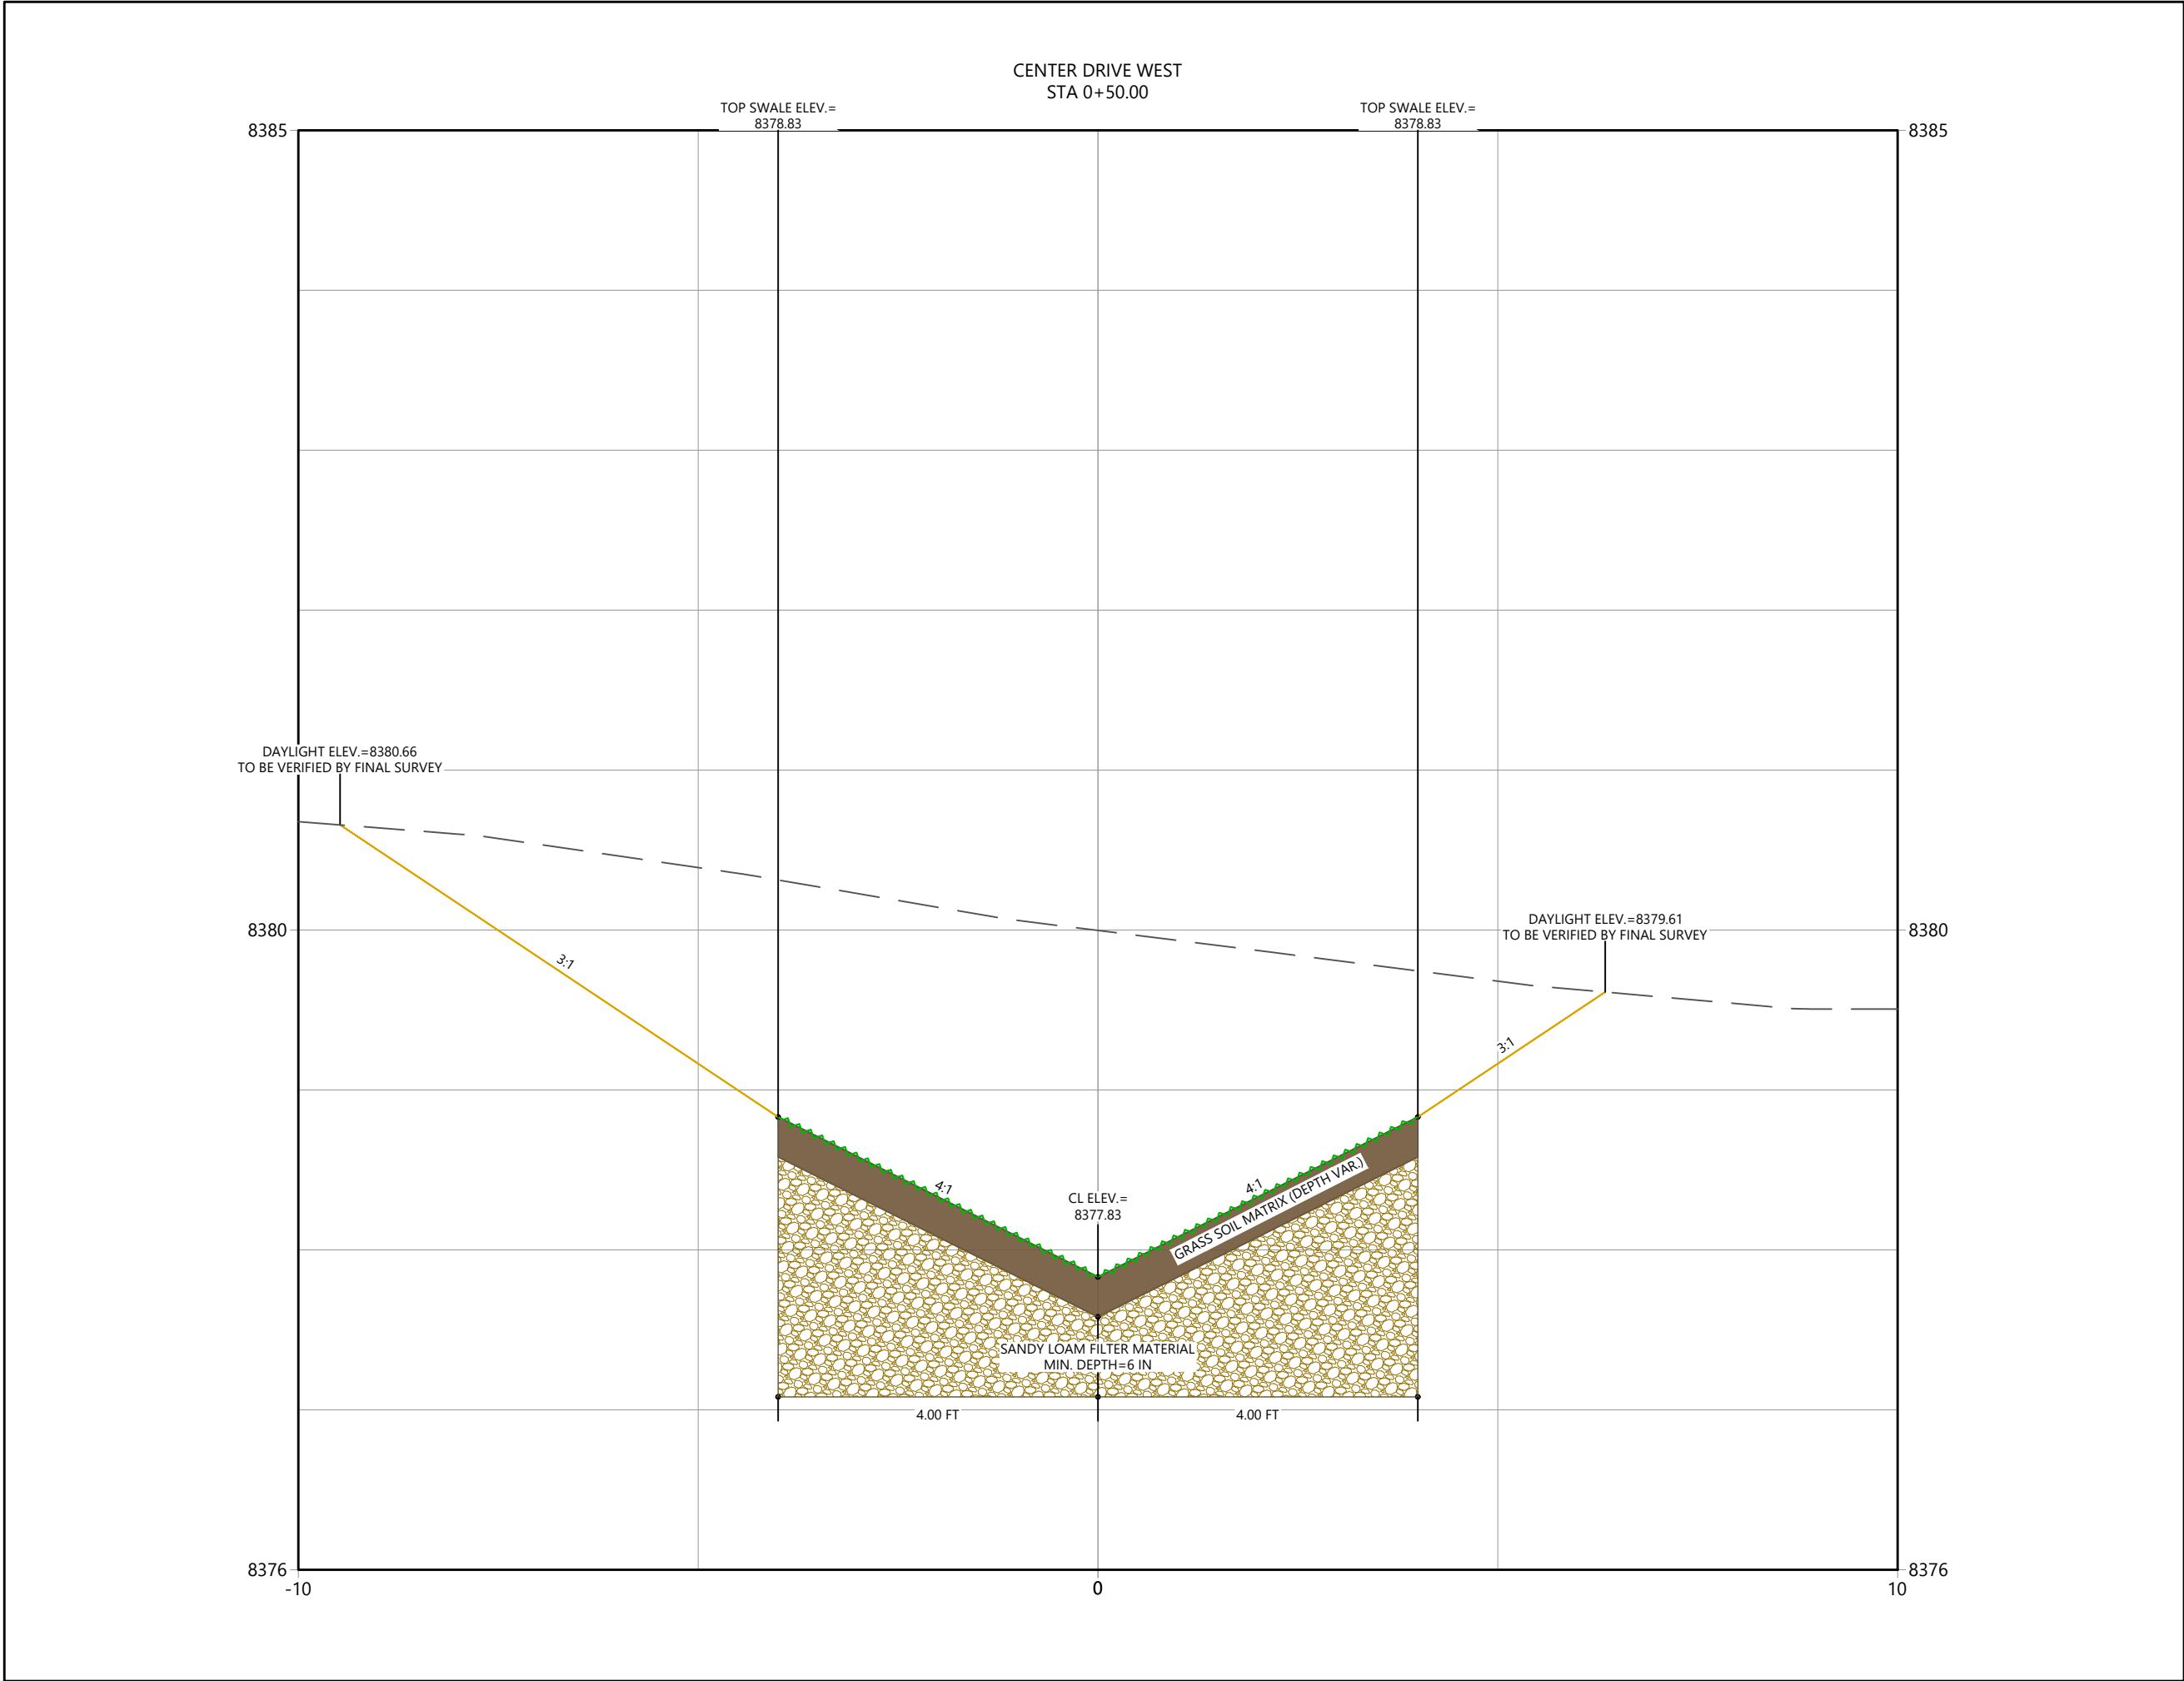 CENTER DRIVE WEST
STA 0+50.00
TOP SWALE ELEV.=
8378.83
TOP SWALE ELEV.=
8378.83
8385
8385
DAYLIGHT ELEV.=8380.66
TO BE VERIFIED BY FINAL SURVEY
DAYLIGHT ELEV.=8379.61
TO BE VERIFIED BY FINAL SURVEY
8380
8380
3:1
3:1
4:1
4:1
GRASS SOIL MATRIX (DEPTH VAR.)
CL ELEV.=
8377.83
SANDY LOAM FILTER MATERIAL
MIN. DEPTH=6 IN
4.00 FT
4.00 FT
8376
8376
-10
0
10